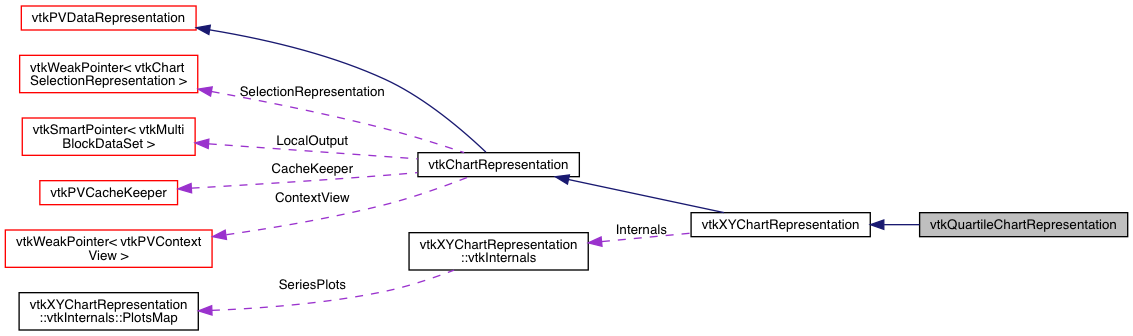 vtkPVDataRepresentation
vtkWeakPointer< vtkChart
SelectionRepresentation >
SelectionRepresentation
vtkSmartPointer< vtkMulti
BlockDataSet >
LocalOutput
vtkChartRepresentation
CacheKeeper
vtkPVCacheKeeper
ContextView
vtkXYChartRepresentation
vtkQuartileChartRepresentation
Internals
vtkWeakPointer< vtkPVContext
View >
vtkXYChartRepresentation
::vtkInternals
SeriesPlots
vtkXYChartRepresentation
::vtkInternals::PlotsMap